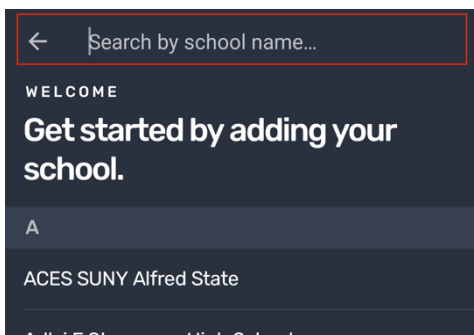 Search by school name...
WELCOME
Get started by adding your
school.
A
ACES SUNY Alfred State